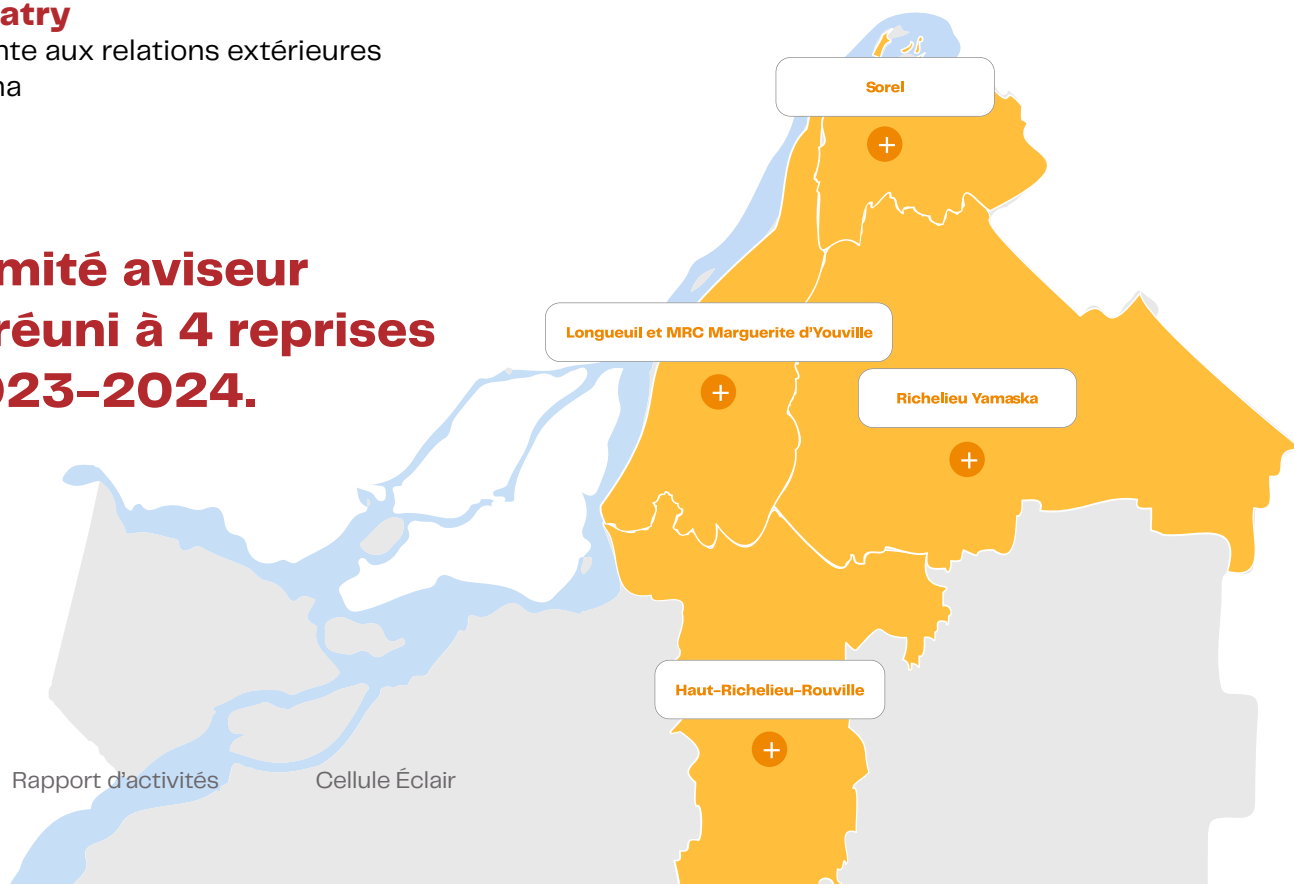 atry
nte aux relations extérieures
na
mité aviseur
réuni à 4 reprises
023-2024.
Sorel
Longueuil et MRC Marguerite d'Youville
Richelieu Yamaska
Haut-Richelieu-Rouville
Rapport d'activités Cellule Éclair